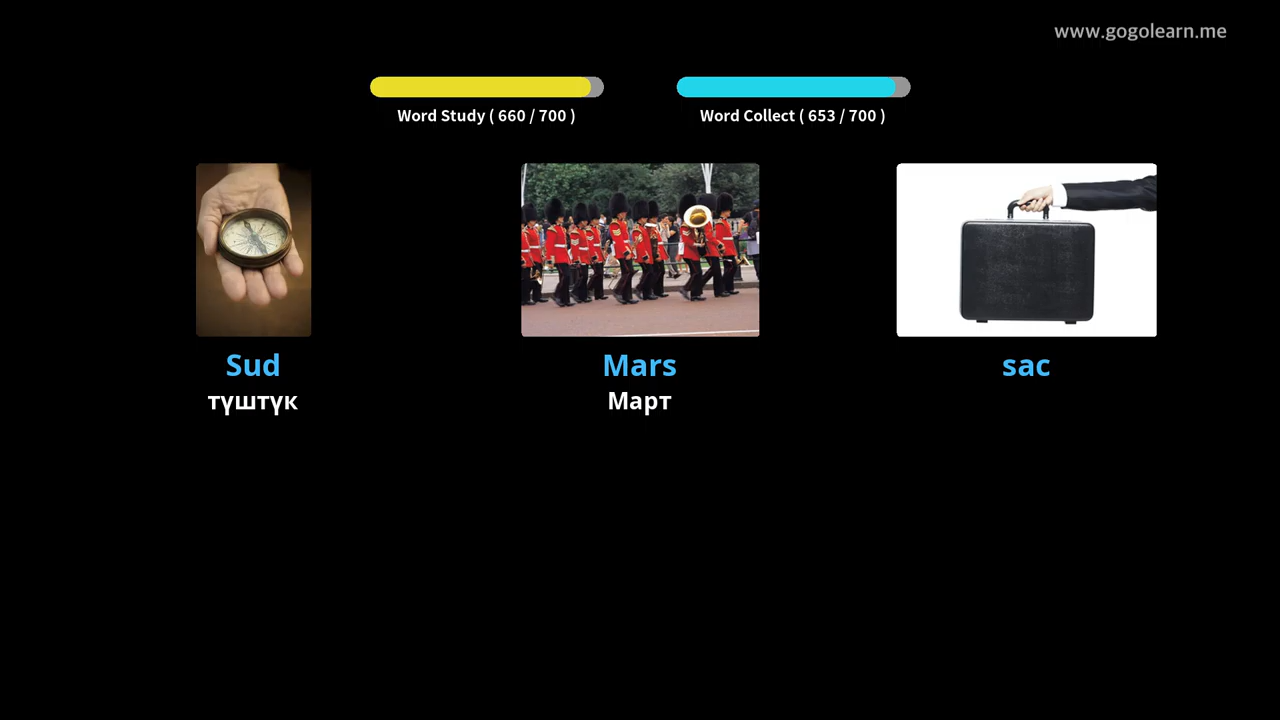 www.gogolearn.me
Word Study ( 660 / 700 )
Word Collect ( 653 / 700 )
Sud
Mars
sac
түштүк
Март